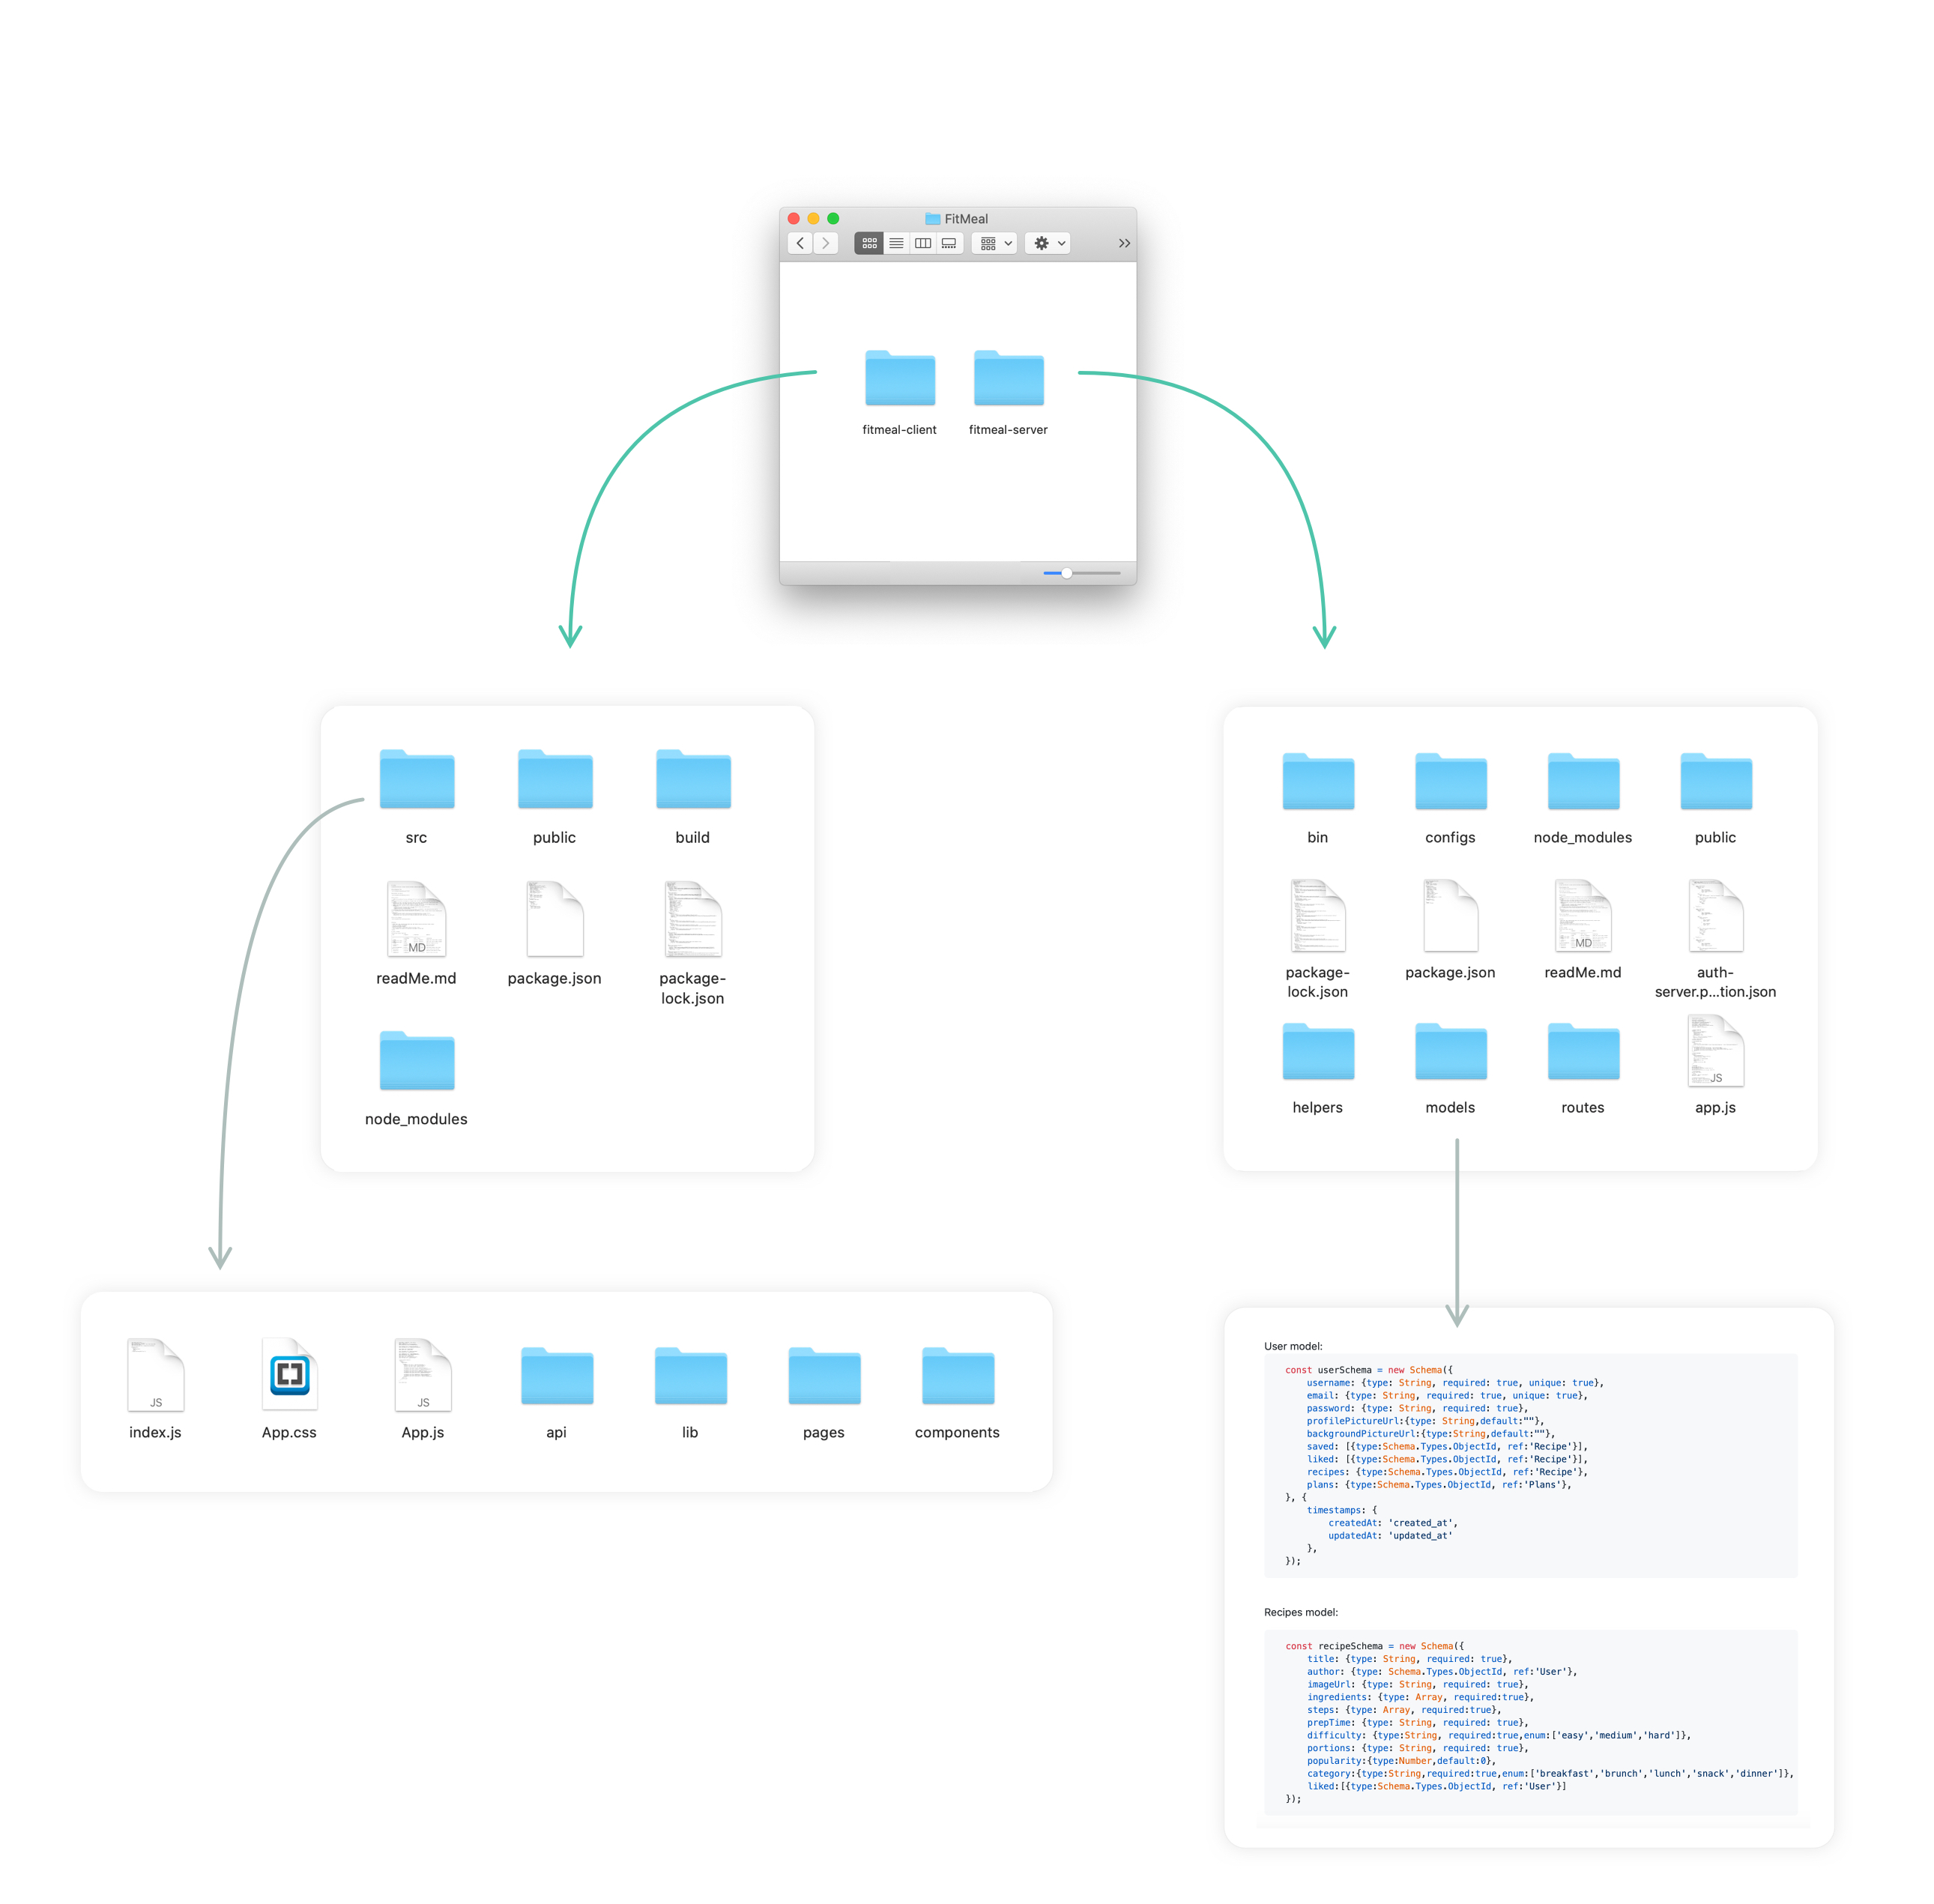 FitMeal
fitmeal-client
fitmeal-server
src
public
build
MD
readMe.md
package.json
package-
lock.json
node_modules
bin
configs
node_modules
public
package-
lock.json
package.json
MD
readMe.md
auth-
server.p...tion.json
helpers
models
routes
JS
app.js
JS
index.js
App.css
JS
App.js
api
lib
pages
components
User model:
const userSchema = new Schema({
username: {type: String, required: true, unique: true},
email: {type: String, required: true, unique: true},
password: {type: String, required: true},
profilePictureUrl:{type: String,default:""},
backgroundPictureUrl:{type:String,default:""},
saved: [{type:Schema.Types.ObjectId, ref:'Recipe'}],
liked: [{type:Schema.Types.ObjectId, ref:'Recipe'}],
recipes: {type:Schema.Types.ObjectId, ref:'Recipe'},
plans: {type:Schema.Types.ObjectId, ref:'Plans'},
}, {
timestamps: {
createdAt: 'created_at',
updatedAt: 'updated_at'
},
});
Recipes model:
const recipeSchema = new Schema({
title: {type: String, required: true},
author: {type: Schema.Types.ObjectId, ref:'User'},
imageUrl: {type: String, required: true},
ingredients: {type: Array, required:true},
steps: {type: Array, required:true},
prepTime: {type: String, required: true},
difficulty: {type:String, required:true,enum:['easy','medium','hard']},
portions: {type: String, required: true},
popularity:{type:Number,default:0},
category:{type:String,required:true,enum:['breakfast','brunch','lunch','snack','dinner']},
liked:[{type:Schema.Types.ObjectId, ref:'User'}]
});